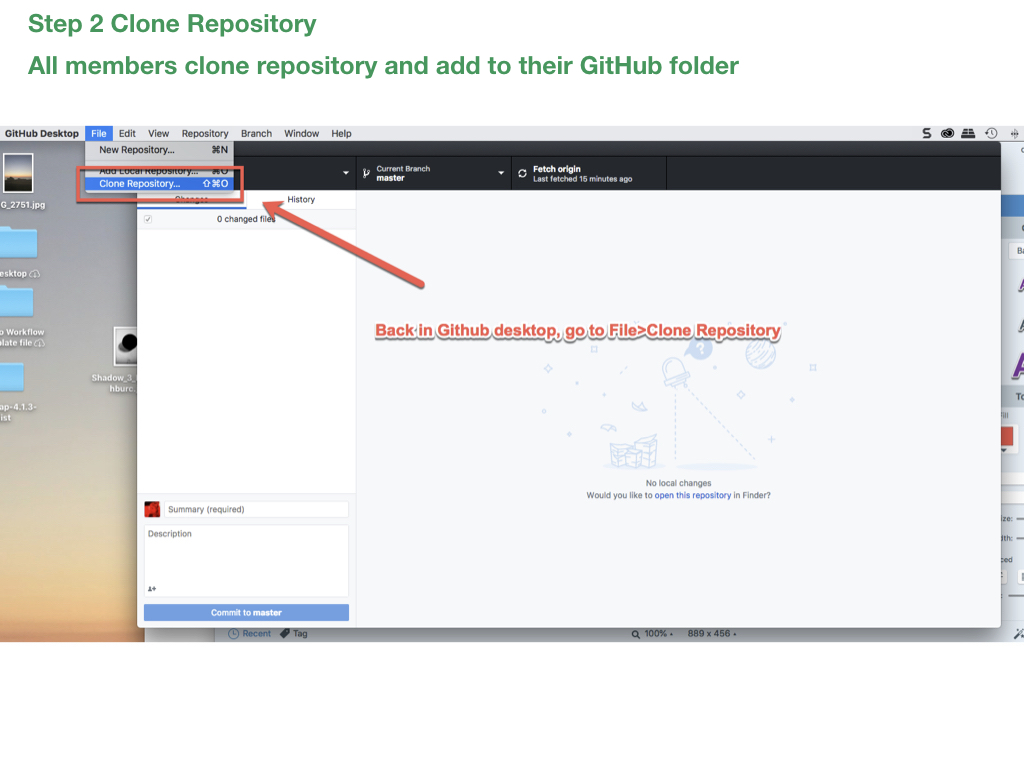 Step 2 Clone Repository
All members clone repository and add to their GitHub folder
GitHub Desktop File Edit View Repository Branch Window Help
New Repository... ⌘N
Add Local Repository... ⌘O
Clone Repository... ⇧⌘O
Current Branch
master
Fetch origin
Last fetched 15 minutes ago
Changes History
0 changed files
G_2751.jpg
esktop
o Workflow
late file
Shadow_3_
hburc.
ap-4.1.3-
ist
Back in Github desktop, go to File>Clone Repository
No local changes
Would you like to open this repository in Finder?
Summary (required)
Description
Commit to master
Recent Tag 100% 889 x 456